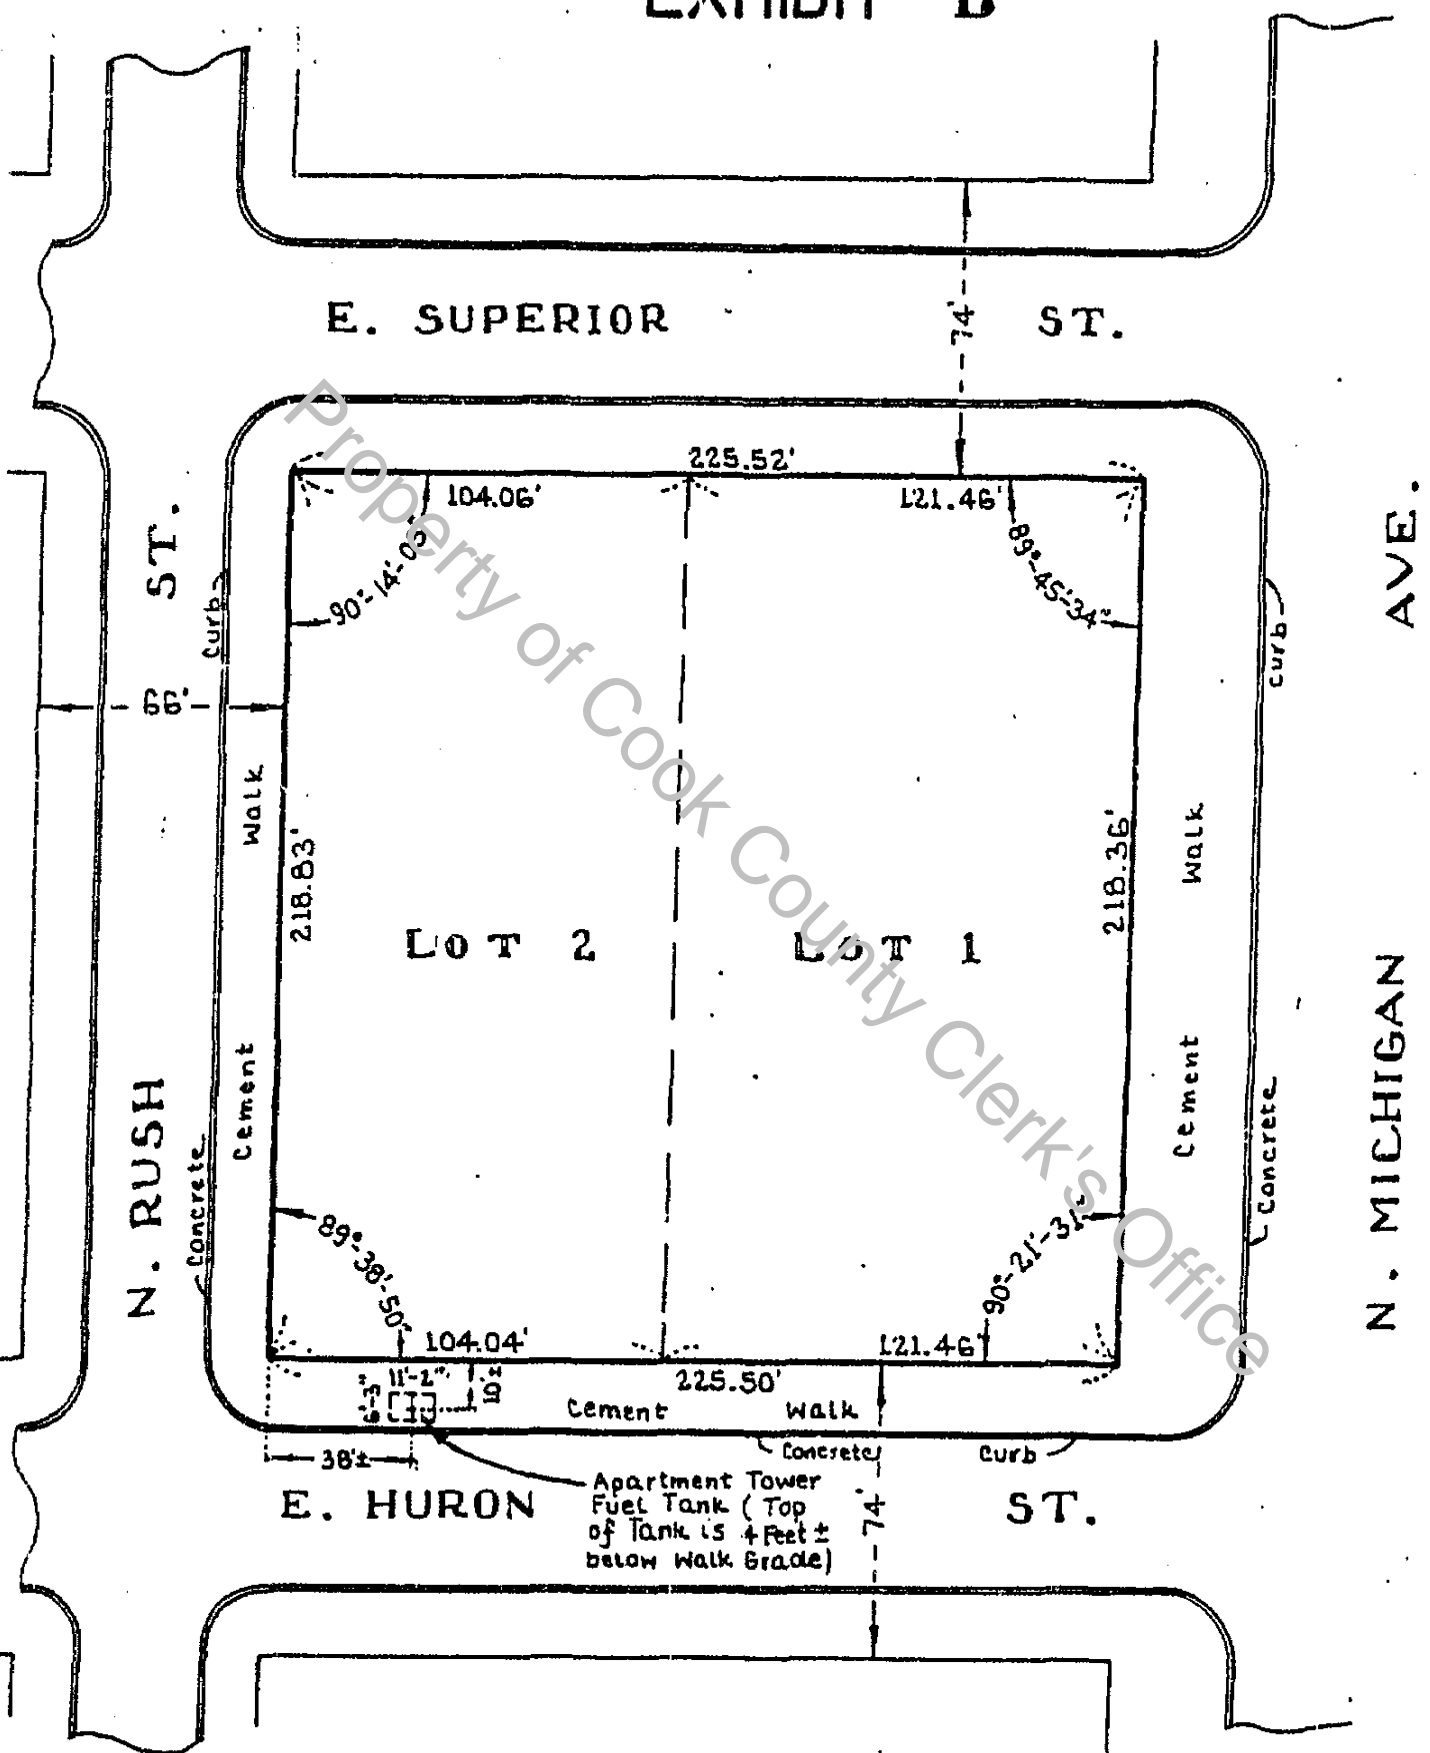 EXHIBIT B
E. SUPERIOR ST.
74'
225.52'
104.06'
121.46'
90°-14'-05"
89°-45'-34"
N. RUSH ST.
Curb
66'
Walk
218.83'
Cement
Concrete
LOT 2
LOT 1
218.36'
Walk
Cement
Curb
Concrete
N. MICHIGAN AVE.
89°-38'-50"
90°-21'-31"
104.04'
121.46'
225.50'
11'-2"
10'±
38'±
Cement Walk
Concrete Curb
Apartment Tower
Fuel Tank (Top
of Tank is 4 Feet ±
below Walk Grade)
E. HURON ST.
74'
Property of Cook County Clerk's Office